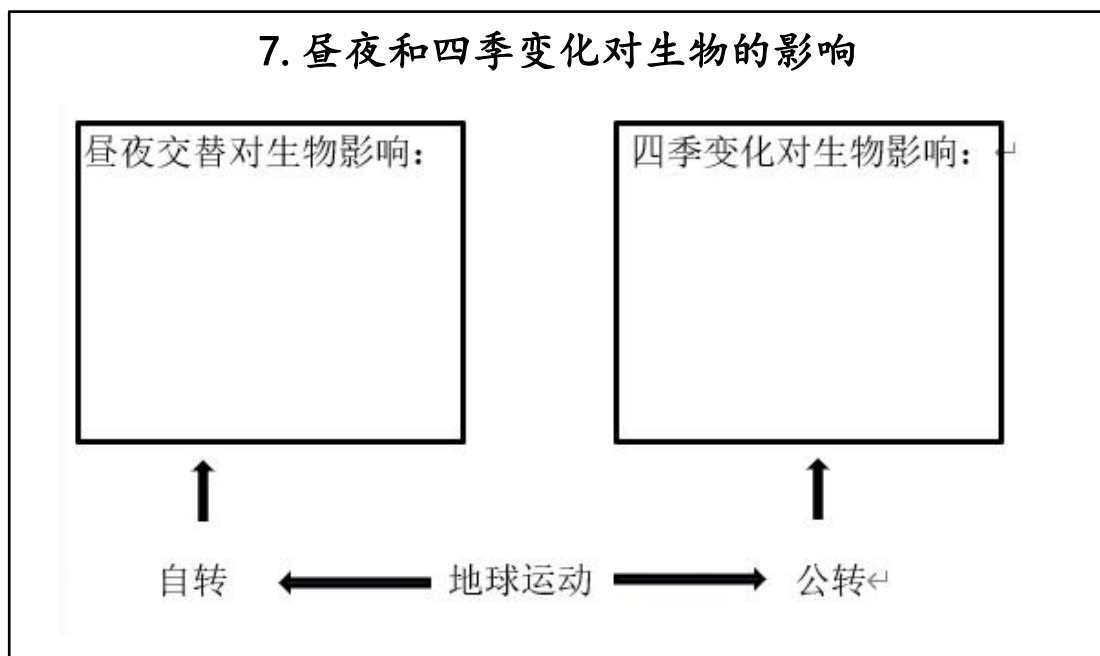 7. 昼夜和四季变化对生物的影响
昼夜交替对生物影响：
四季变化对生物影响：
自转
地球运动
公转